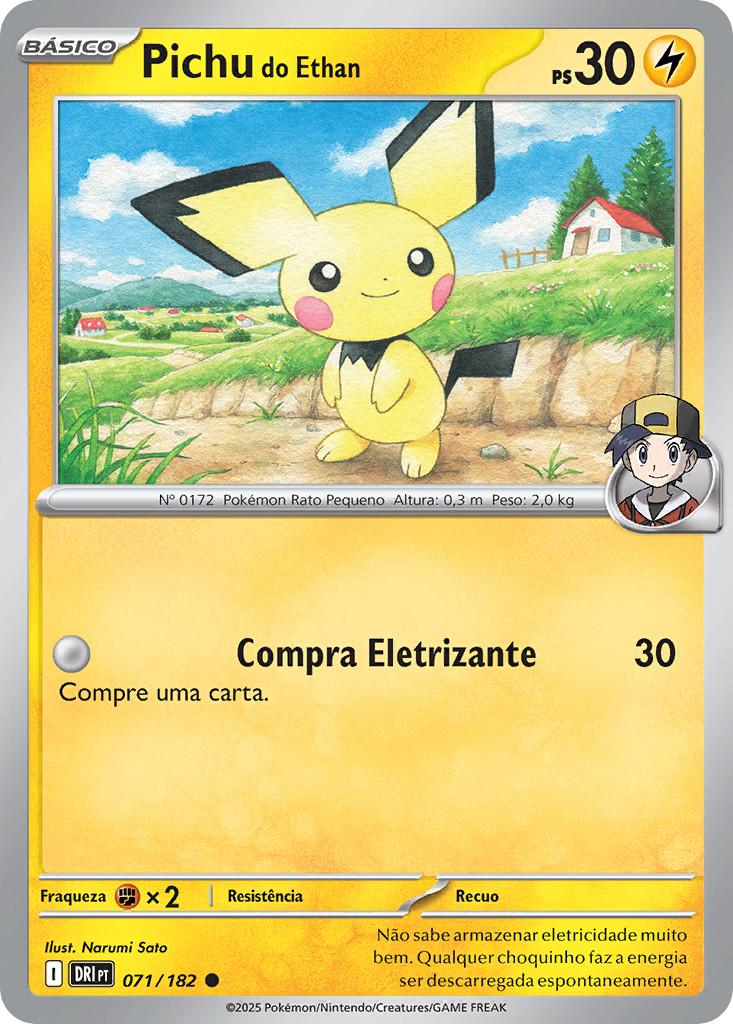 BÁSICO
Pichu do Ethan
PS 30
Nº 0172 Pokémon Rato Pequeno Altura: 0,3 m Peso: 2,0 kg
Compra Eletrizante 30
Compre uma carta.
Fraqueza ×2 Resistência Recuo
Ilust. Narumi Sato
I DRI PT 071/182
Não sabe armazenar eletricidade muito
bem. Qualquer choquinho faz a energia
ser descarregada espontaneamente.
©2025 Pokémon/Nintendo/Creatures/GAME FREAK